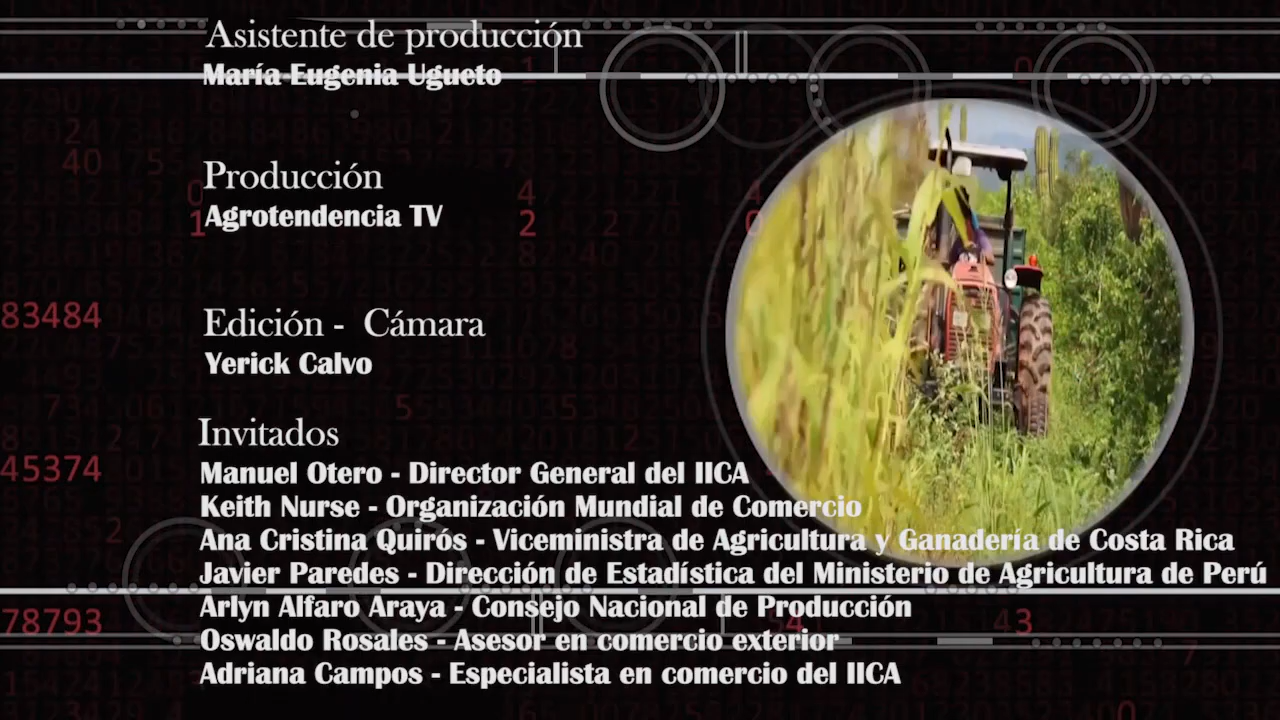 Asistente de producción
María Eugenia Ugueto
Producción
Agrotendencia TV
Edición - Cámara
Yerick Calvo
Invitados
Manuel Otero - Director General del IICA
Keith Nurse - Organización Mundial de Comercio
Ana Cristina Quirós - Viceministra de Agricultura y Ganadería de Costa Rica
Javier Paredes - Dirección de Estadística del Ministerio de Agricultura de Perú
Arlyn Alfaro Araya - Consejo Nacional de Producción
Oswaldo Rosales - Asesor en comercio exterior
Adriana Campos - Especialista en comercio del IICA
83484
45374
78793